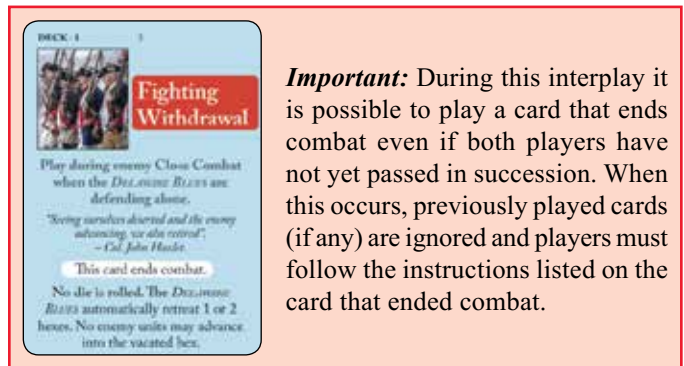 DECK 1
Fighting
Withdrawal
Play during enemy Close Combat
when the DELAWARE BLUES are
defending alone.
"Seeing ourselves deserted and the enemy
advancing, we also retired".
– Col. John Haslet
This card ends combat.
No die is rolled. The DELAWARE
BLUES automatically retreat 1 or 2
hexes. No enemy units may advance
into the vacated hex.
Important: During this interplay it
is possible to play a card that ends
combat even if both players have
not yet passed in succession. When
this occurs, previously played cards
(if any) are ignored and players must
follow the instructions listed on the
card that ended combat.